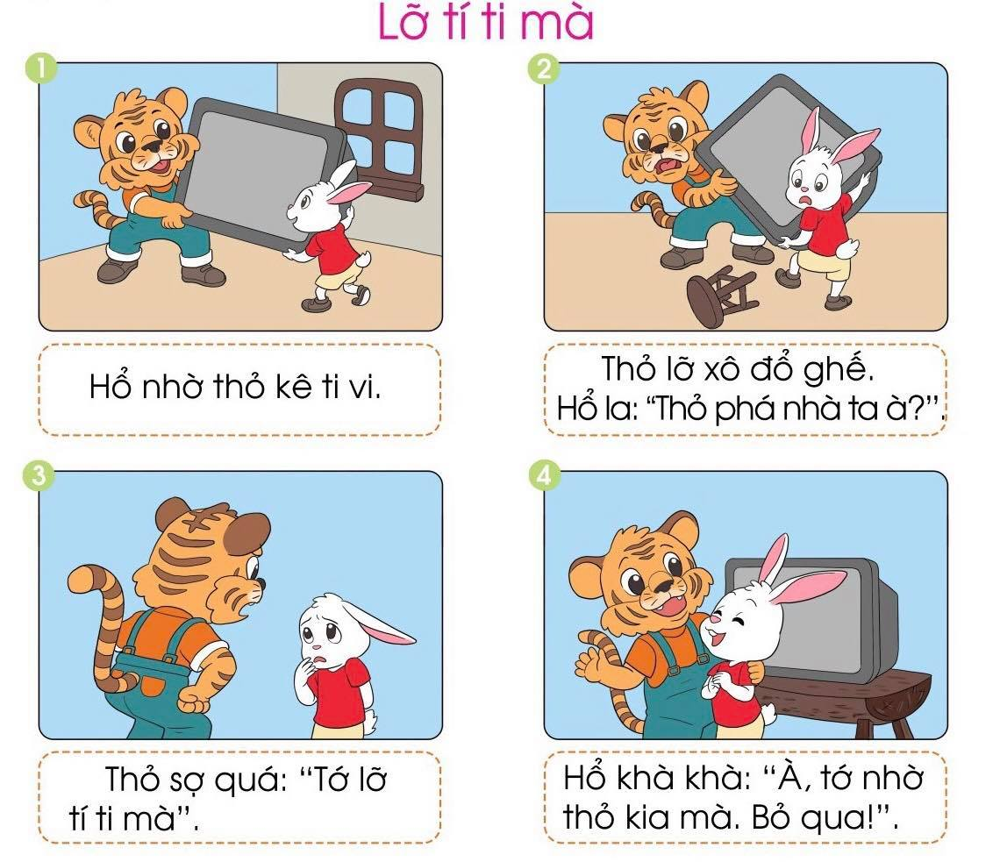 Lỡ tí ti mà
1
Hổ nhờ thỏ kê ti vi.
2
Thỏ lỡ xô đổ ghế.
Hổ la: “Thỏ phá nhà ta à?”.
3
Thỏ sợ quá: “Tớ lỡ
tí ti mà”.
4
Hổ khà khà: “À, tớ nhờ
thỏ kia mà. Bỏ qua!”.